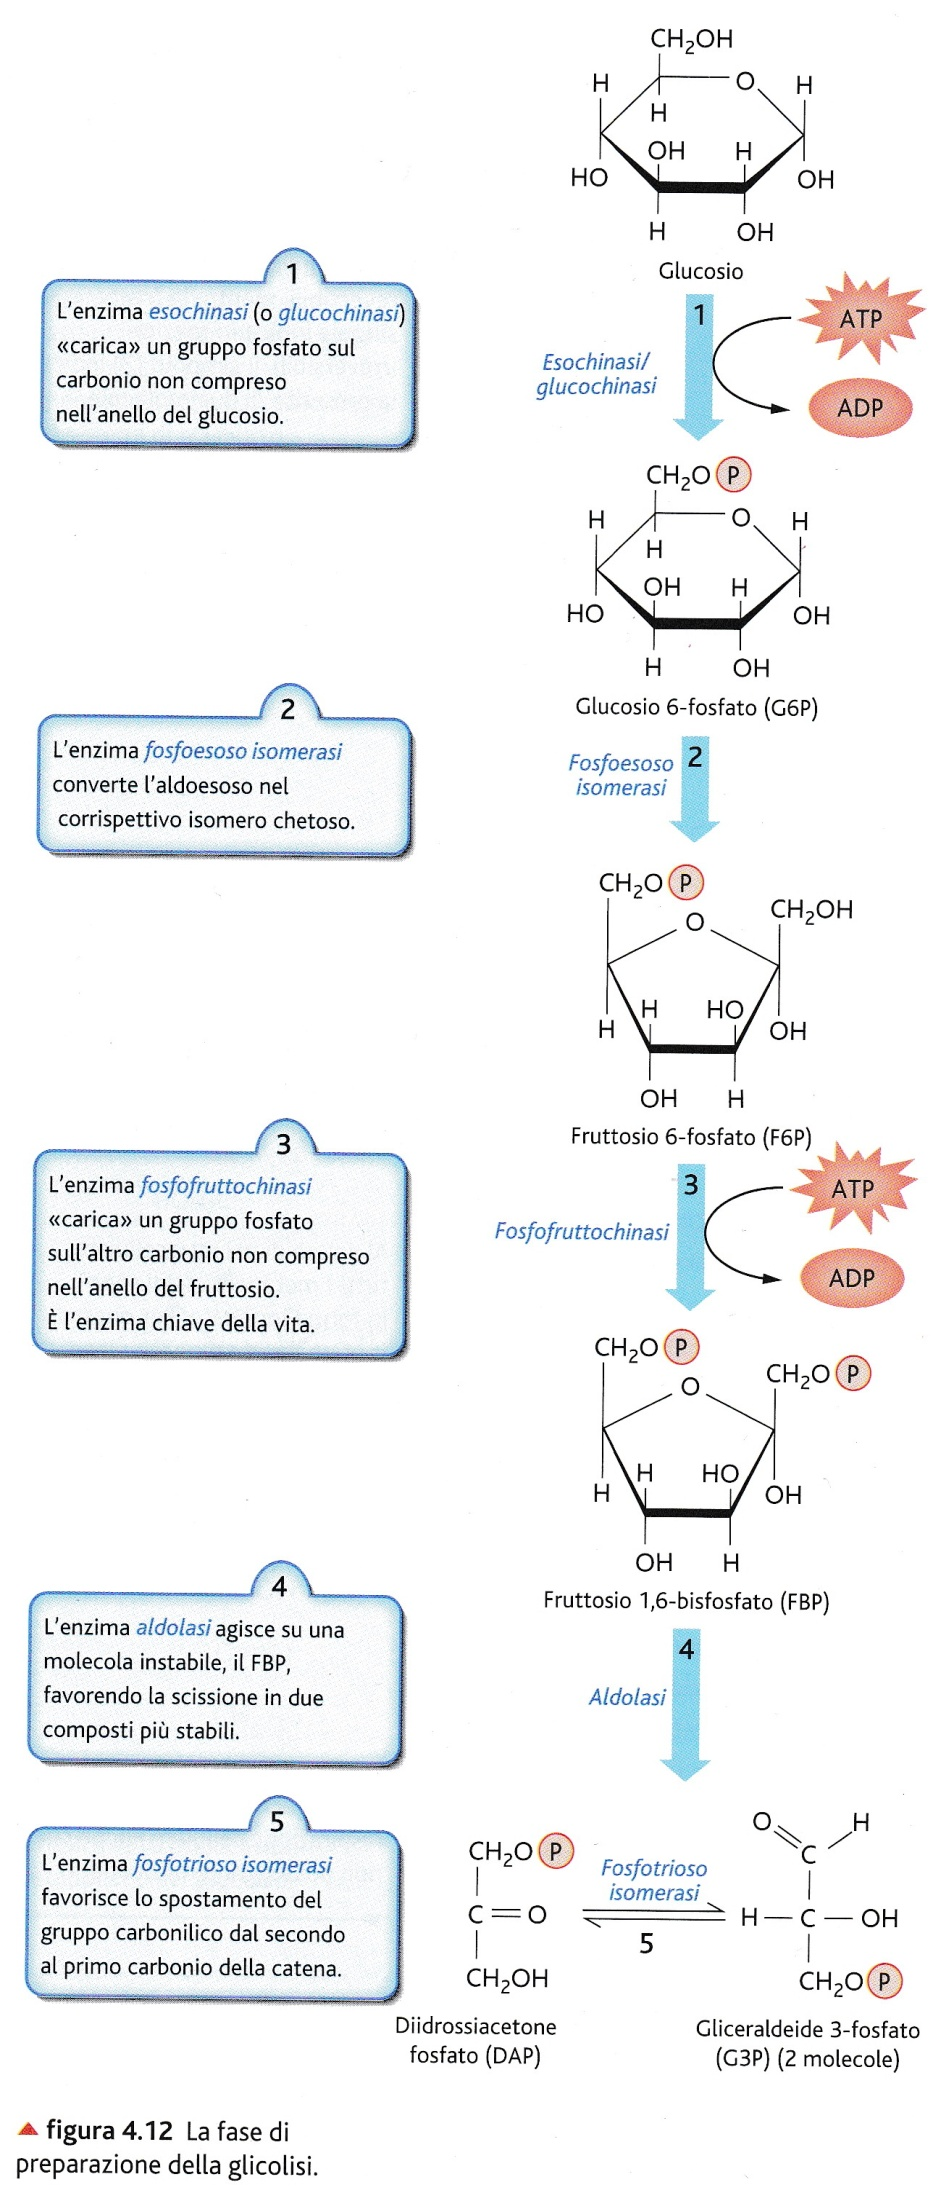 CH₂OH
H
O
H
H
OH
H
HO
OH
H
OH
Glucosio
1
L'enzima esochinasi (o glucochinasi)
«carica» un gruppo fosfato sul
carbonio non compreso
nell'anello del glucosio.
1
Esochinasi/
glucochinasi
ATP
ADP
CH₂O P
H
O
H
H
OH
H
HO
OH
H
OH
Glucosio 6-fosfato (G6P)
2
L'enzima fosfoesoso isomerasi
converte l'aldoesoso nel
corrispettivo isomero chetoso.
2
Fosfoesoso
isomerasi
CH₂O P
O
CH₂OH
H
H
HO
OH
OH
H
Fruttosio 6-fosfato (F6P)
3
L'enzima fosfofruttochinasi
«carica» un gruppo fosfato
sull'altro carbonio non compreso
nell'anello del fruttosio.
È l'enzima chiave della vita.
3
Fosfofruttochinasi
ATP
ADP
CH₂O P
O
CH₂O P
H
H
HO
OH
OH
H
Fruttosio 1,6-bisfosfato (FBP)
4
L'enzima aldolasi agisce su una
molecola instabile, il FBP,
favorendo la scissione in due
composti più stabili.
4
Aldolasi
5
L'enzima fosfotrioso isomerasi
favorisce lo spostamento del
gruppo carbonilico dal secondo
al primo carbonio della catena.
CH₂O P
C=O
CH₂OH
Diidrossiacetone
fosfato (DAP)
Fosfotrioso
isomerasi
5
O
H
C
H—C—OH
CH₂O P
Gliceraldeide 3-fosfato
(G3P) (2 molecole)
figura 4.12 La fase di
preparazione della glicolisi.